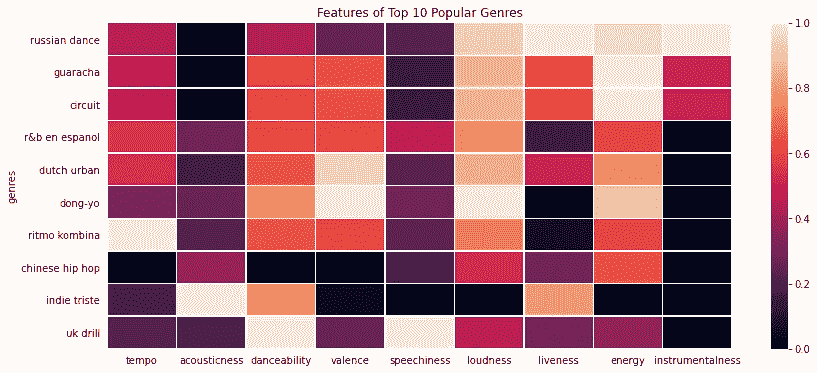 Features of Top 10 Popular Genres
genres
russian dance
guaracha
circuit
r&b en espanol
dutch urban
dong-yo
ritmo kombina
chinese hip hop
indie triste
uk drill
tempo acousticness danceability valence speechiness loudness liveness energy instrumentalness
1.0
0.8
0.6
0.4
0.2
0.0